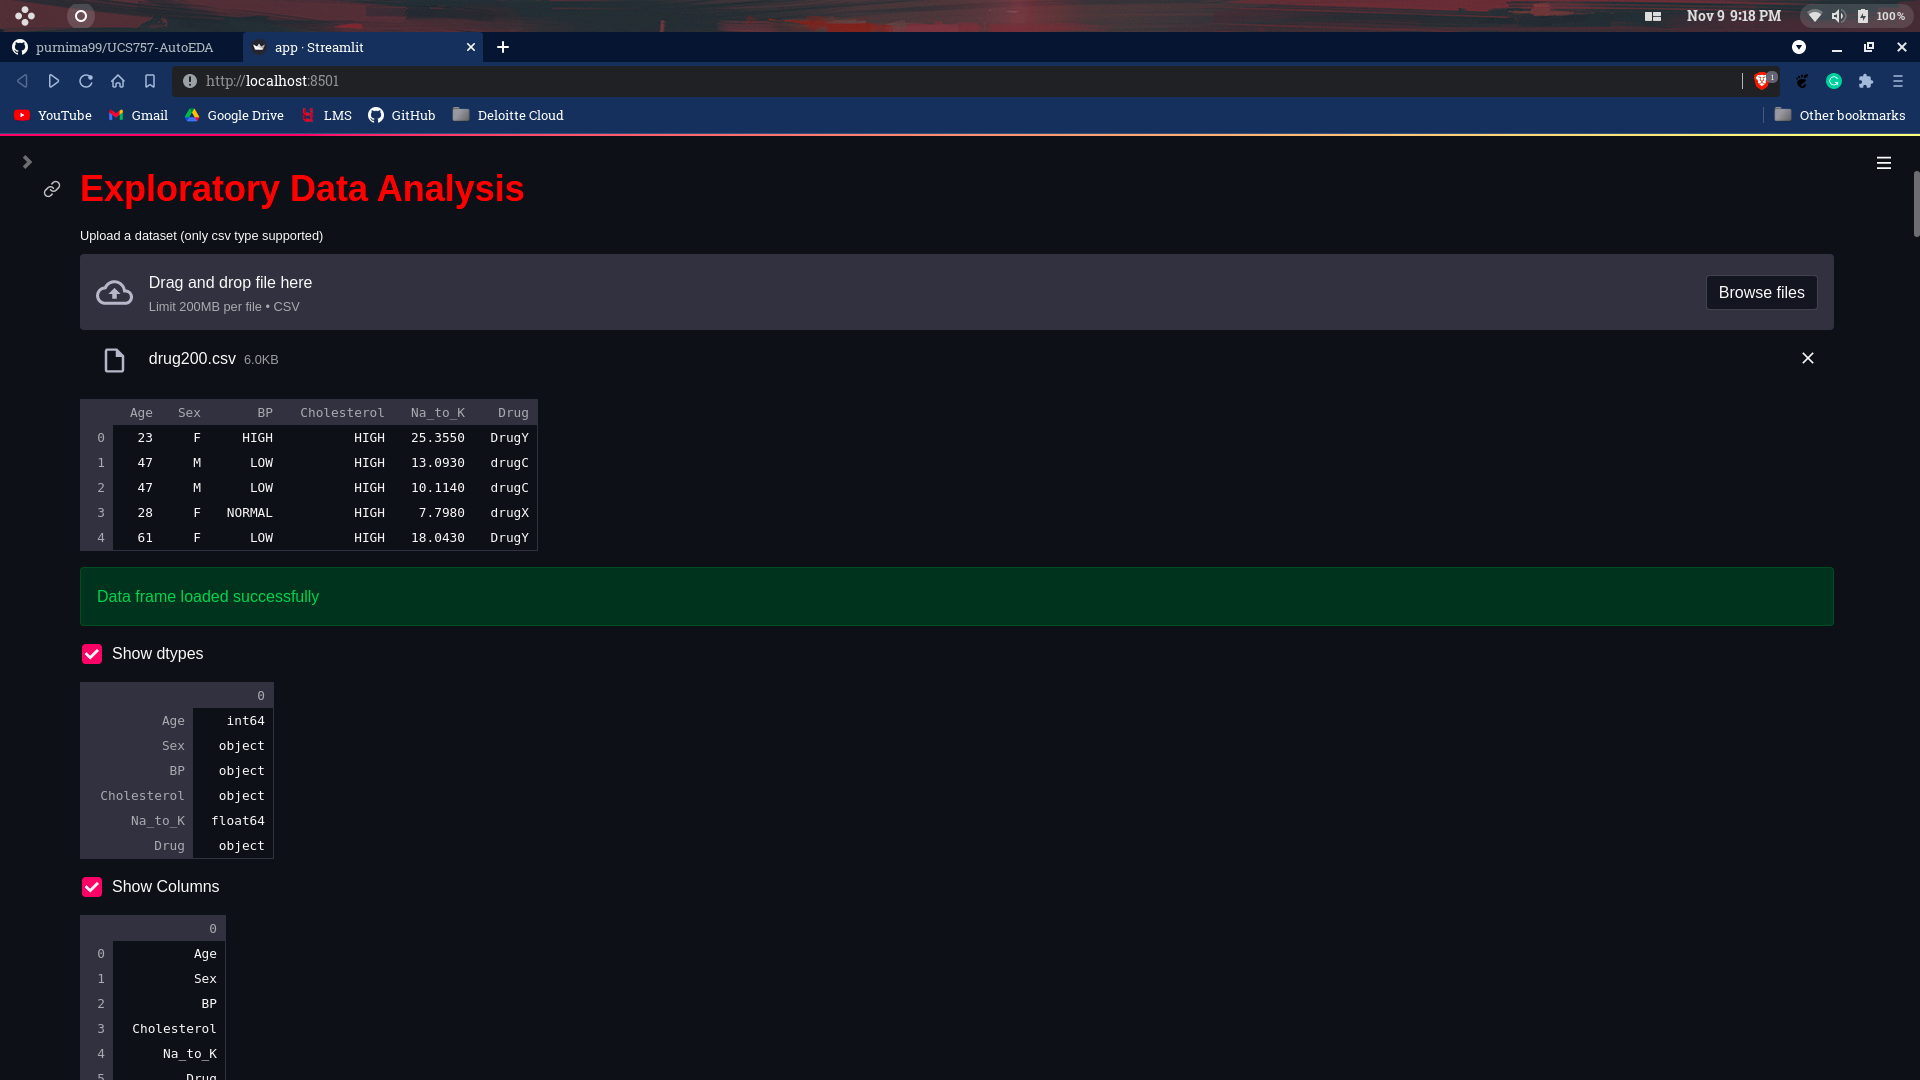 Nov 9 9:18 PM
100%
purnima99/UCS757-AutoEDA
app · Streamlit
http://localhost:8501
1
YouTube
Gmail
Google Drive
LMS
GitHub
Deloitte Cloud
Other bookmarks
Exploratory Data Analysis
Upload a dataset (only csv type supported)
Drag and drop file here
Limit 200MB per file • CSV
Browse files
drug200.csv 6.0KB
Age Sex BP Cholesterol Na_to_K Drug
0 23 F HIGH HIGH 25.3550 DrugY
1 47 M LOW HIGH 13.0930 drugC
2 47 M LOW HIGH 10.1140 drugC
3 28 F NORMAL HIGH 7.7980 drugX
4 61 F LOW HIGH 18.0430 DrugY
Data frame loaded successfully
Show dtypes
0
Age int64
Sex object
BP object
Cholesterol object
Na_to_K float64
Drug object
Show Columns
0
0 Age
1 Sex
2 BP
3 Cholesterol
4 Na_to_K
5 Drug